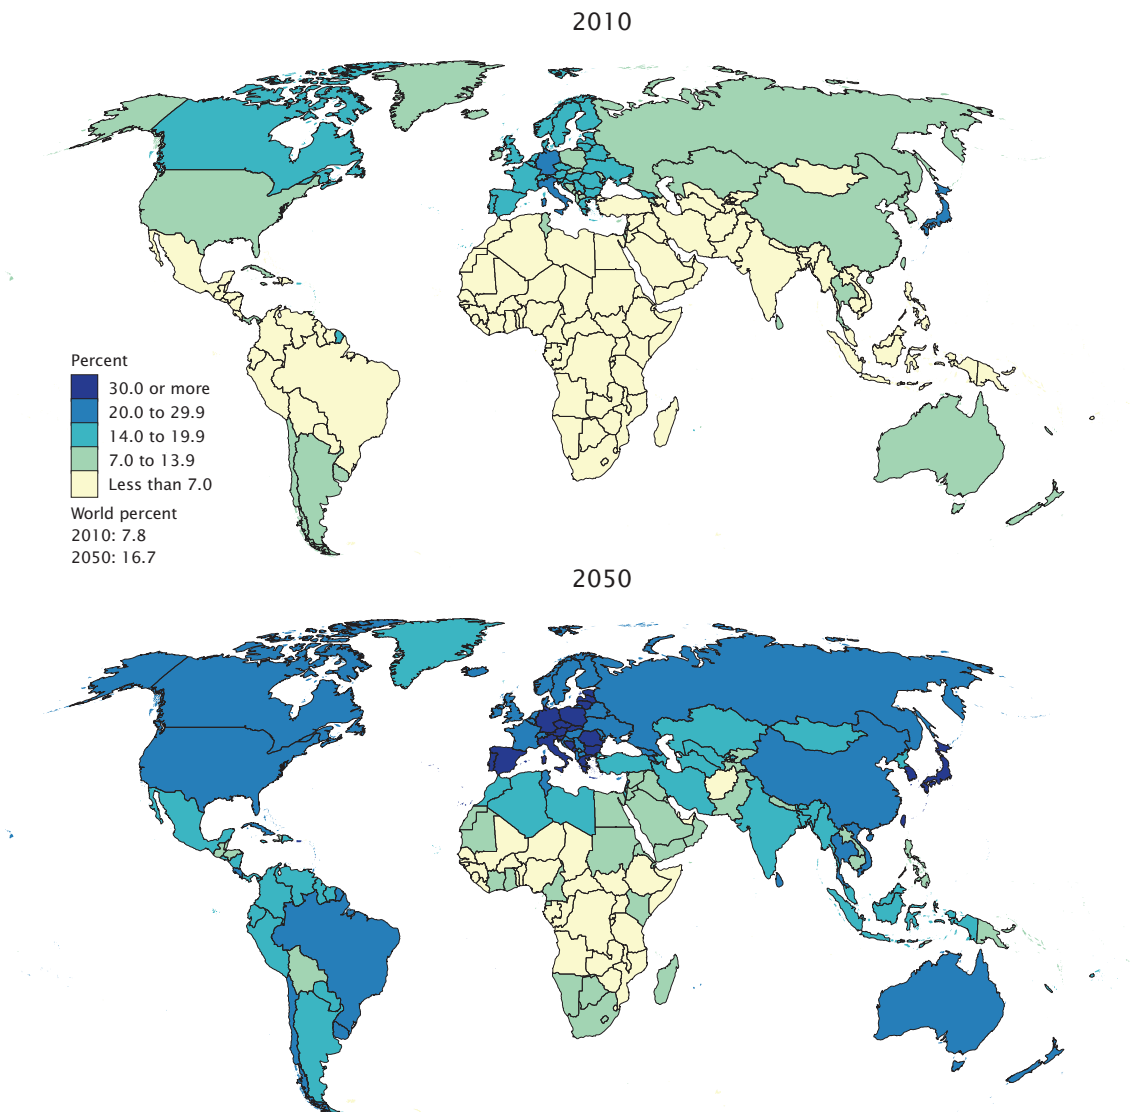 2010
Percent
30.0 or more
20.0 to 29.9
14.0 to 19.9
7.0 to 13.9
Less than 7.0
World percent
2010: 7.8
2050: 16.7
2050